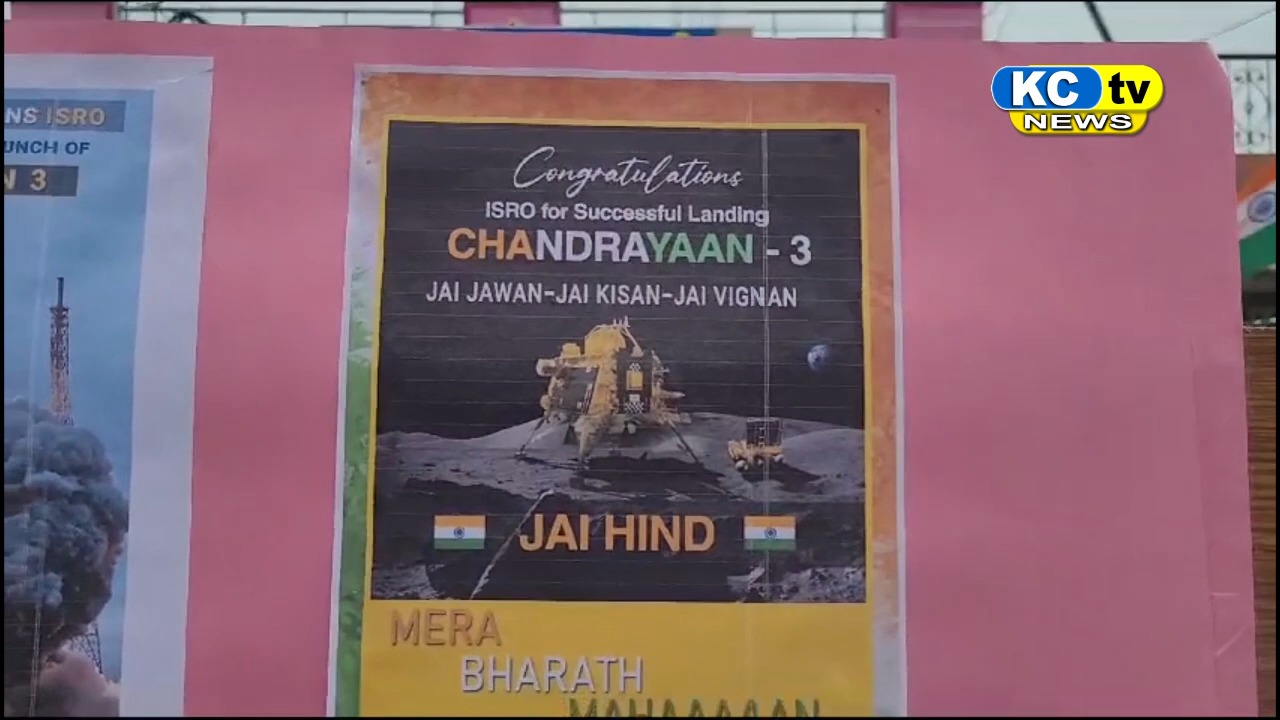 NS ISRO
UNCH OF
N 3
Congratulations
ISRO for Successful Landing
CHANDRAYAAN - 3
JAI JAWAN-JAI KISAN-JAI VIGNAN
JAI HIND
MERA
BHARATH
MAHAAAAAN
KC tv
NEWS